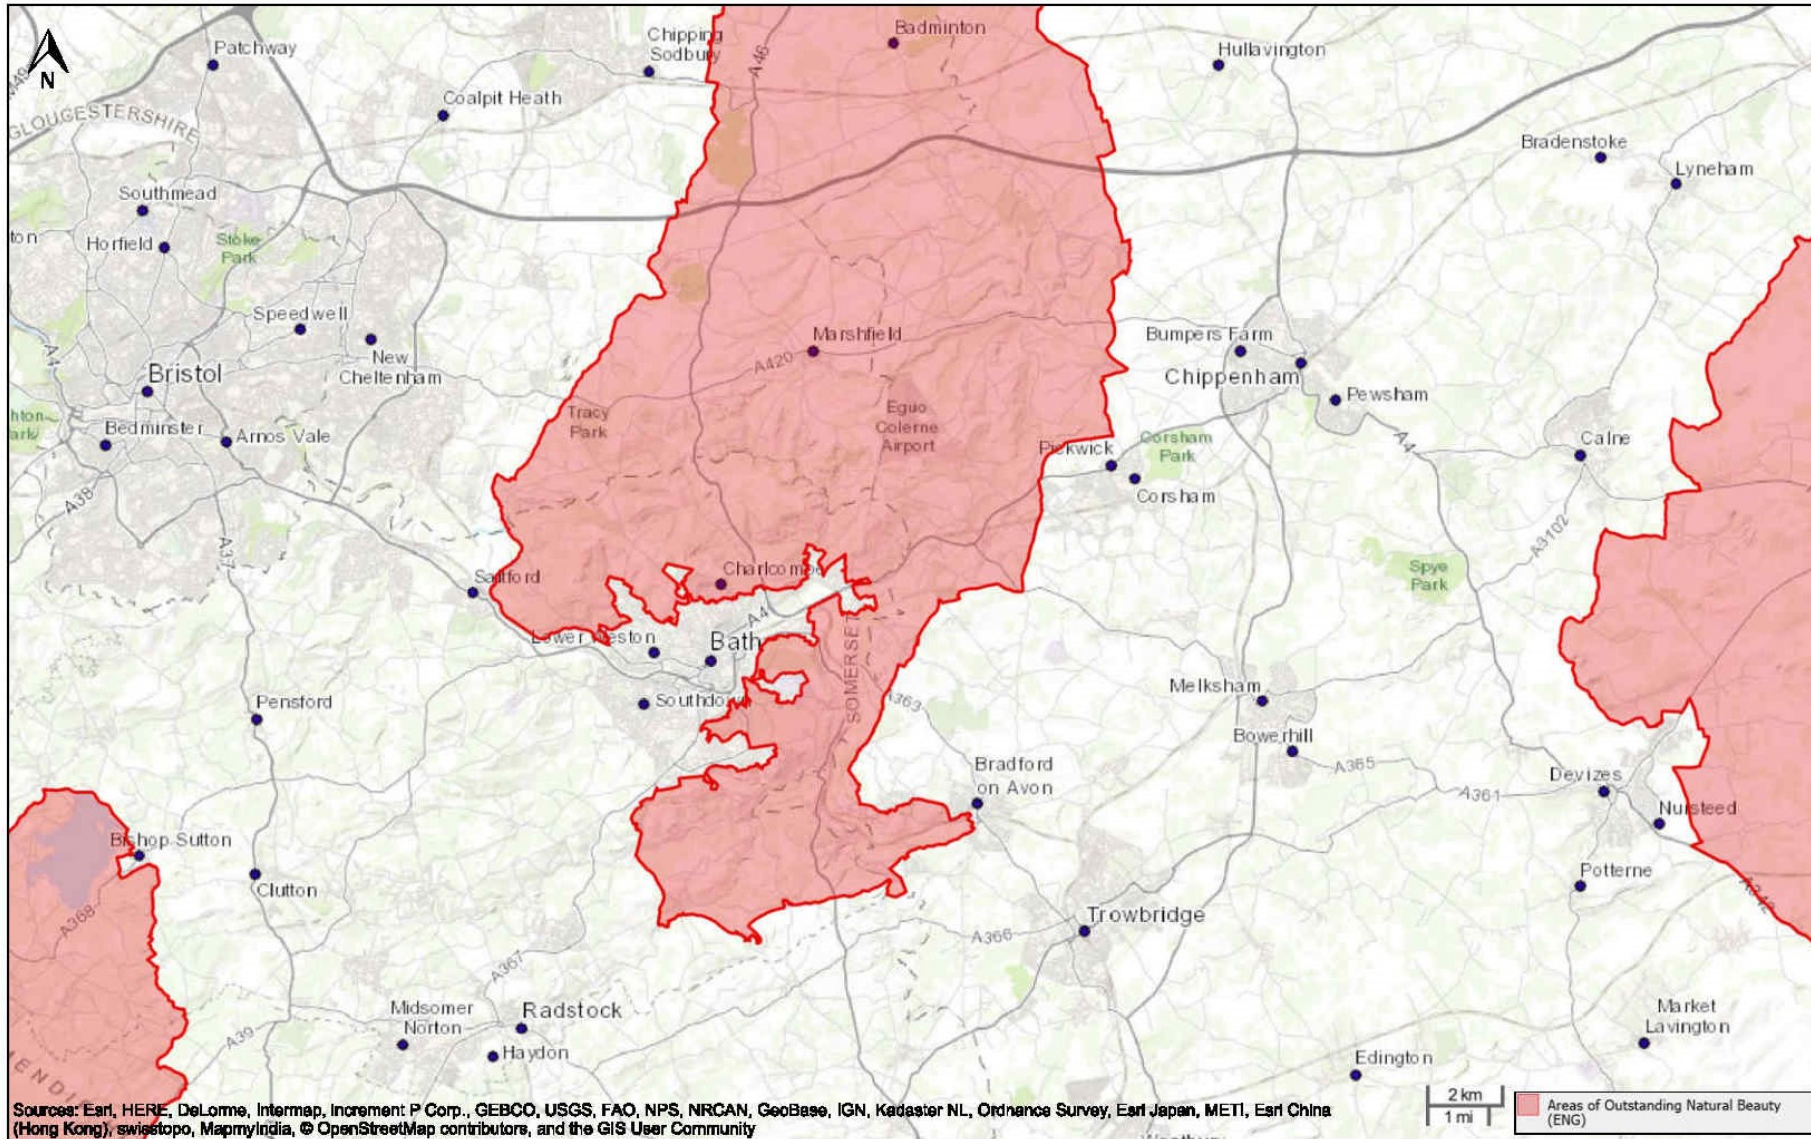 N
Patchway
Chipping
Sodbury
Badminton
Hullavington
A46
Coalpit Heath
GLOUCESTERSHIRE
Bradenstoke
Lyneham
Southmead
Horfield
Stoke
Park
Speedwell
New
Cheltenham
A4
Bristol
Marshfield
A420
Bumpers Farm
Chippenham
Pewsham
Tracy
Park
Eguo
Colerne
Airport
Bedminster
Arnos Vale
Pickwick
Corsham
Park
A4
Calne
Corsham
A38
A37
A3102
Saltford
Charlcombe
Spye
Park
Lower Weston
A4
Bath
SOMERSET
A363
Southdown
Melksham
Pensford
Bowerhill
A365
A361
Bradford
on Avon
Devizes
Nursteed
Bishop Sutton
Clutton
A368
Potterne
A342
Trowbridge
A366
A367
Midsomer
Norton
Radstock
Haydon
A39
Market
Lavington
Edington
MENDIP
2 km
1 mi
Areas of Outstanding Natural Beauty
(ENG)
Sources: Esri, HERE, DeLorme, Intermap, increment P Corp., GEBCO, USGS, FAO, NPS, NRCAN, GeoBase, IGN, Kadaster NL, Ordnance Survey, Esri Japan, METI, Esri China
(Hong Kong), swisstopo, MapmyIndia, © OpenStreetMap contributors, and the GIS User Community